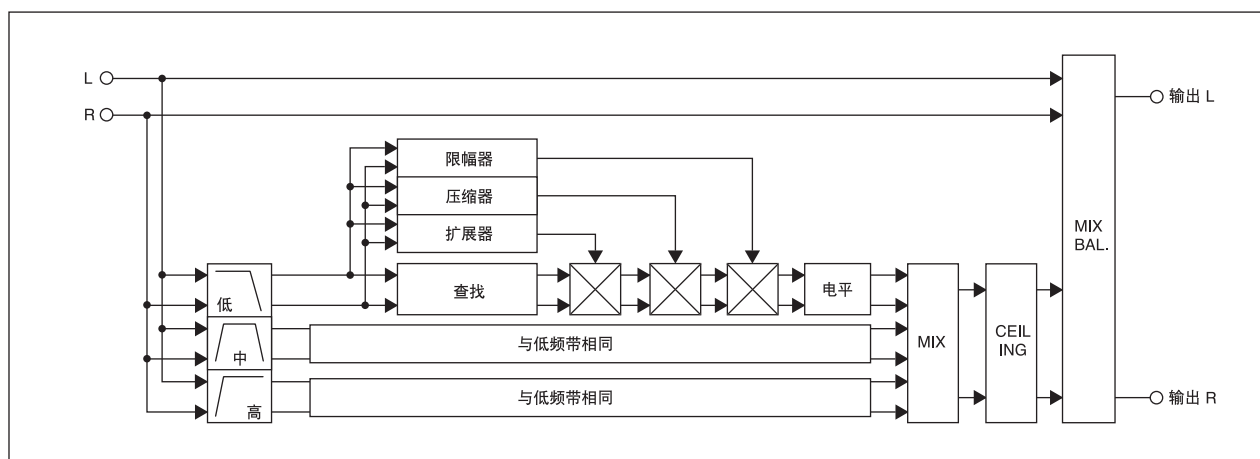 L
输出 L
R
限幅器
压缩器
扩展器
MIX
BAL.
低
查找
电平
中
与低频带相同
MIX
CEIL
ING
高
与低频带相同
输出 R